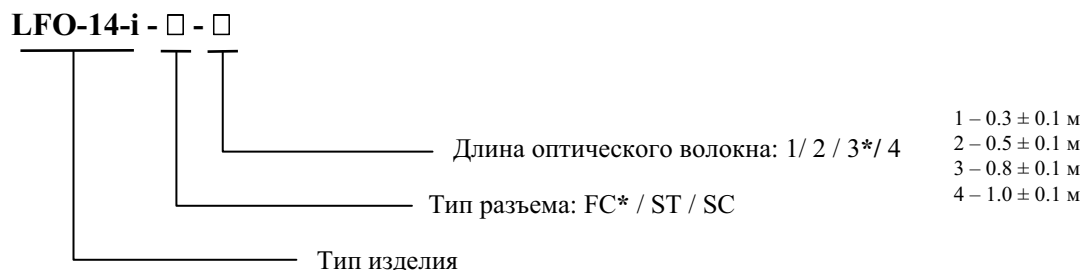 LFO-14-i - □ - □
1 – 0.3 ± 0.1 м
Длина оптического волокна: 1/ 2 / 3*/ 4
2 – 0.5 ± 0.1 м
3 – 0.8 ± 0.1 м
Тип разъема: FC* / ST / SC
4 – 1.0 ± 0.1 м
Тип изделия